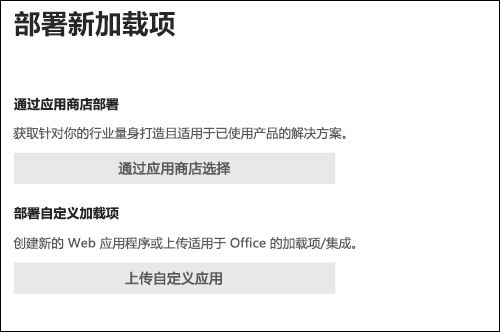 部署新加载项
通过应用商店部署
获取针对你的行业量身打造且适用于已使用产品的解决方案。
通过应用商店选择
部署自定义加载项
创建新的 Web 应用程序或上传适用于 Office 的加载项/集成。
上传自定义应用